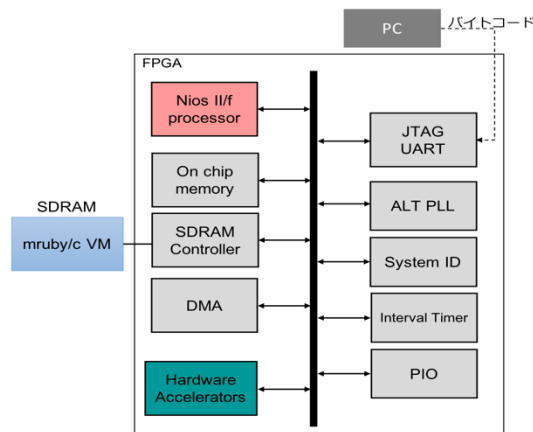 PC
バイトコード
FPGA
Nios II/f
processor
JTAG
UART
On chip
memory
ALT PLL
SDRAM
mruby/c VM
SDRAM
Controller
System ID
DMA
Interval Timer
Hardware
Accelerators
PIO